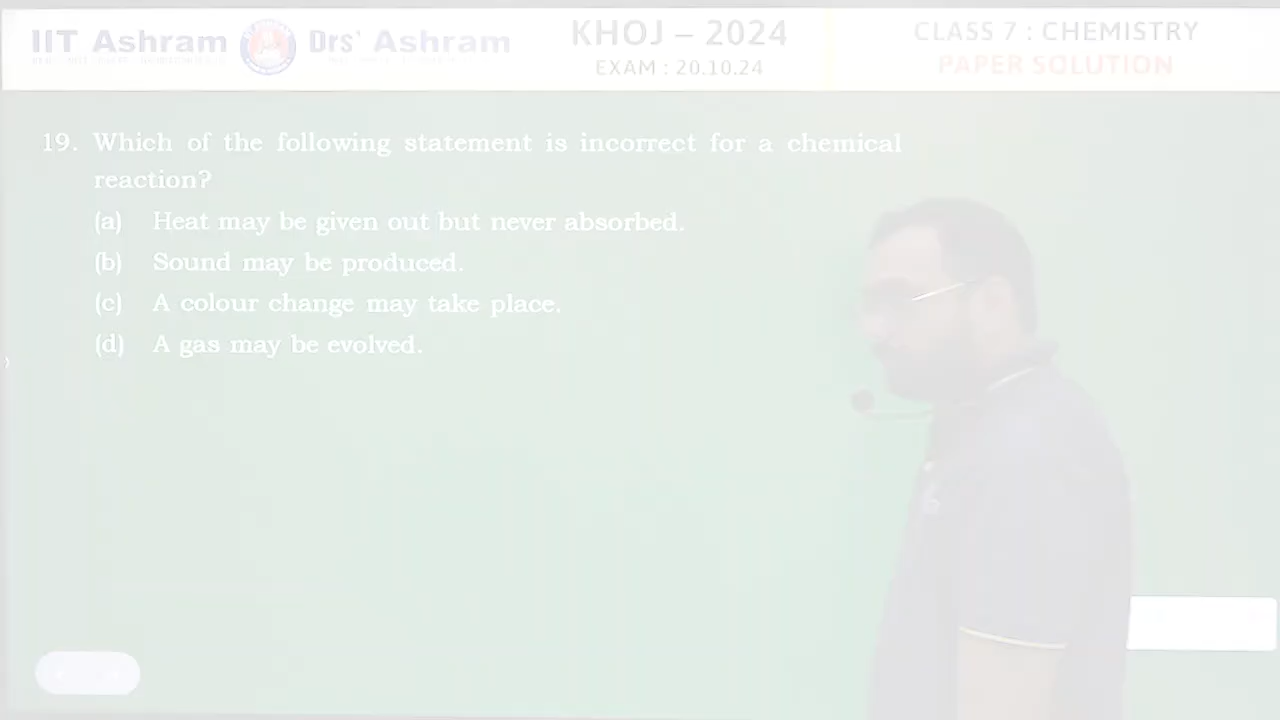 IIT Ashram Drs' Ashram
KHOJ – 2024
EXAM : 20.10.24
CLASS 7 : CHEMISTRY
PAPER SOLUTION
19. Which of the following statement is incorrect for a chemical
reaction?
(a) Heat may be given out but never absorbed.
(b) Sound may be produced.
(c) A colour change may take place.
(d) A gas may be evolved.